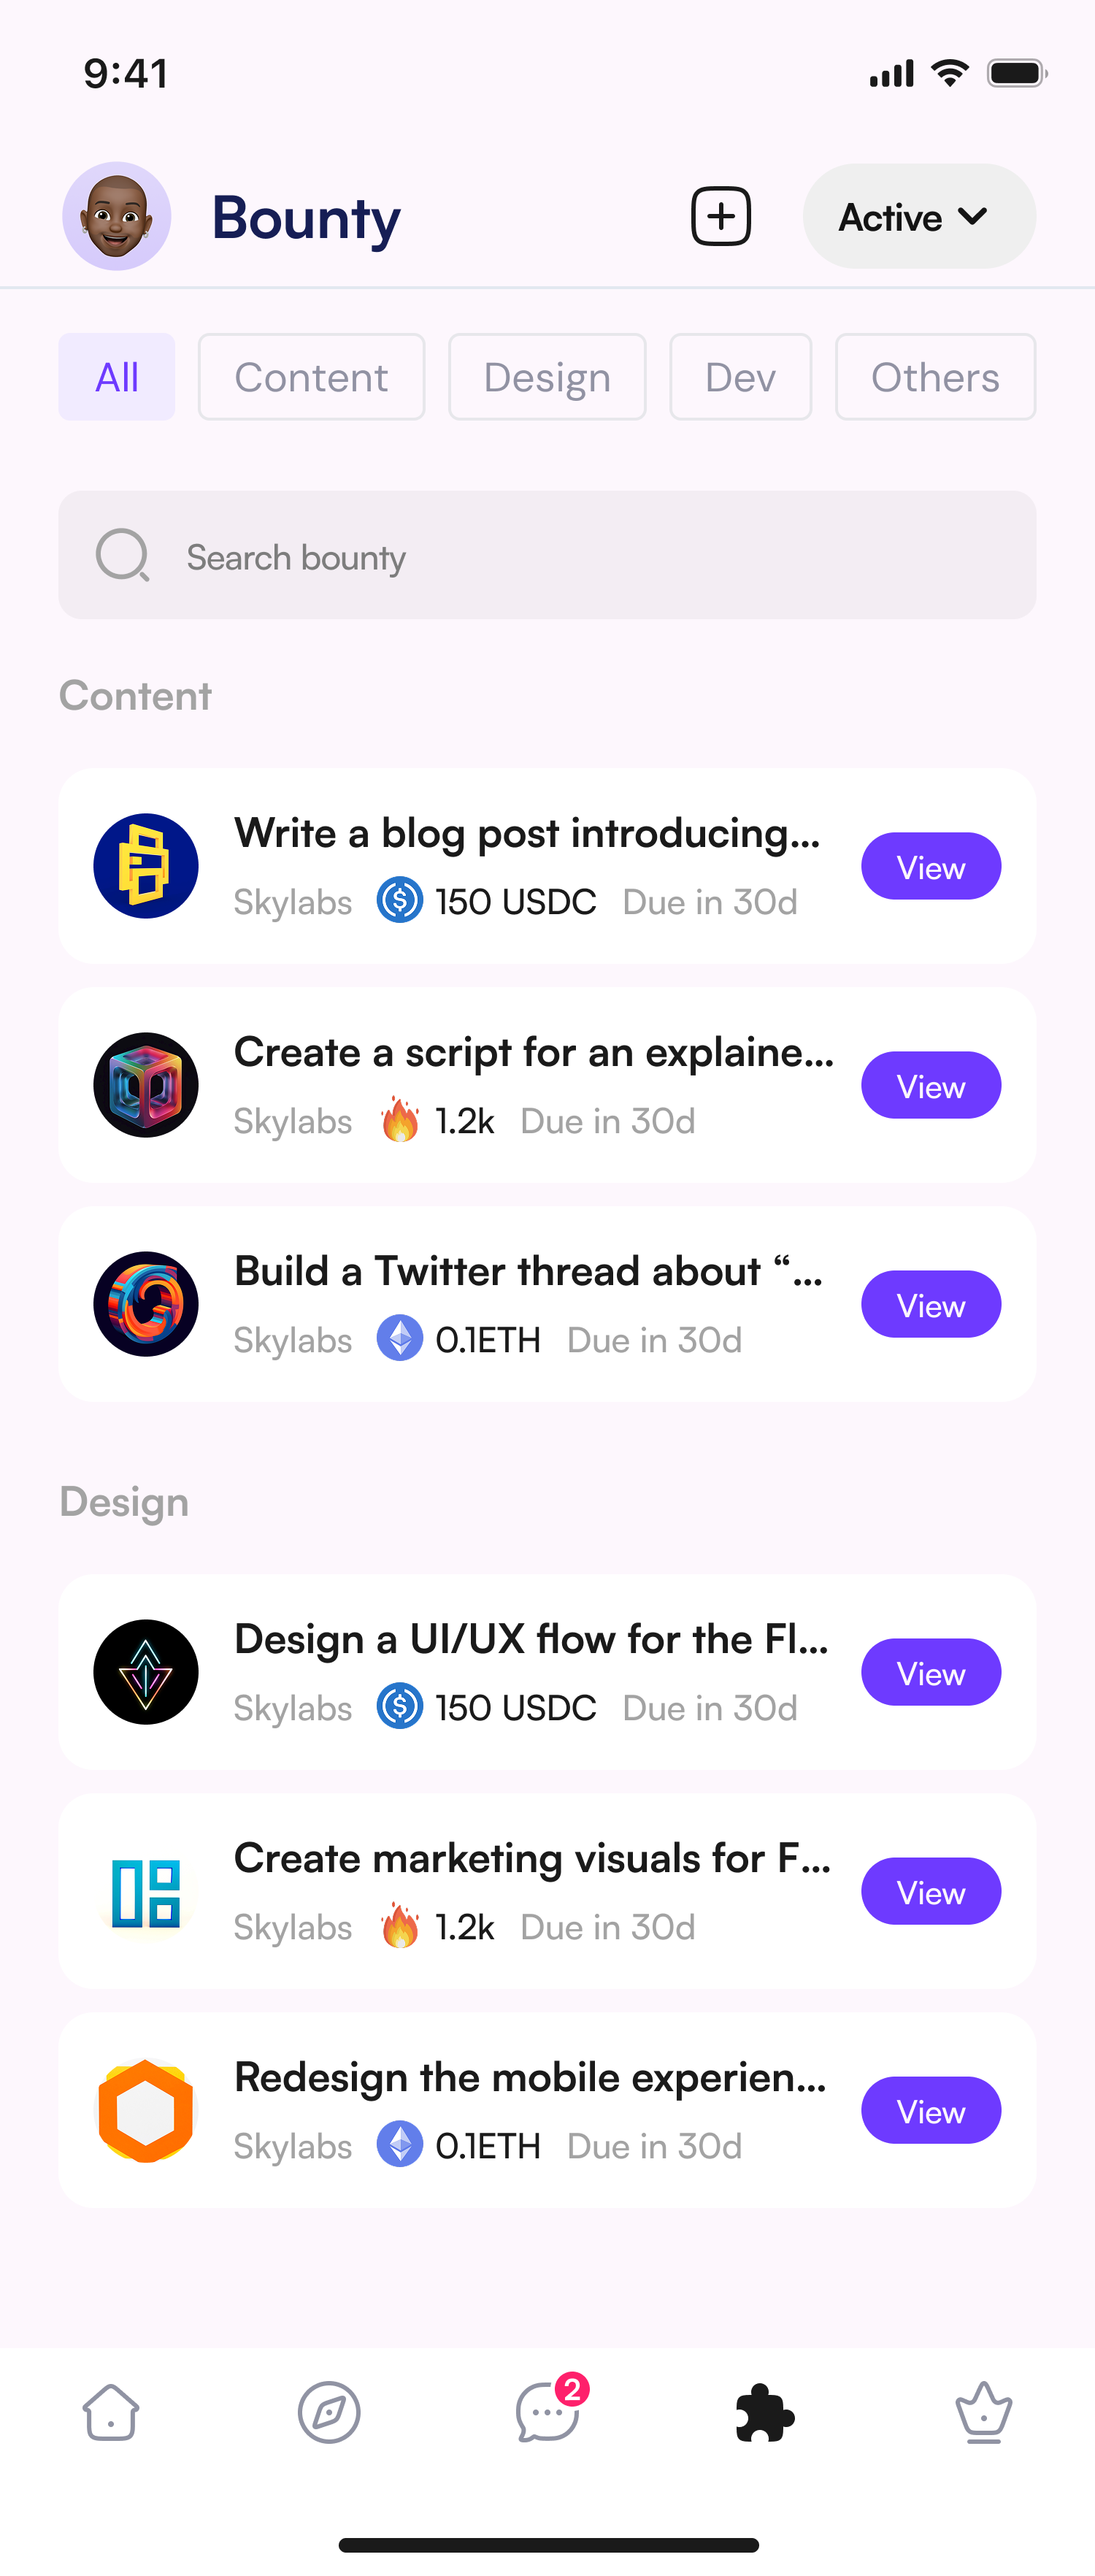 9:41
Bounty
Active
All Content Design Dev Others
Search bounty
Content
Write a blog post introducing...
Skylabs 150 USDC Due in 30d
View
Create a script for an explaine...
Skylabs 1.2k Due in 30d
View
Build a Twitter thread about “...
Skylabs 0.1ETH Due in 30d
View
Design
Design a UI/UX flow for the Fl...
Skylabs 150 USDC Due in 30d
View
Create marketing visuals for F...
Skylabs 1.2k Due in 30d
View
Redesign the mobile experien...
Skylabs 0.1ETH Due in 30d
View
2